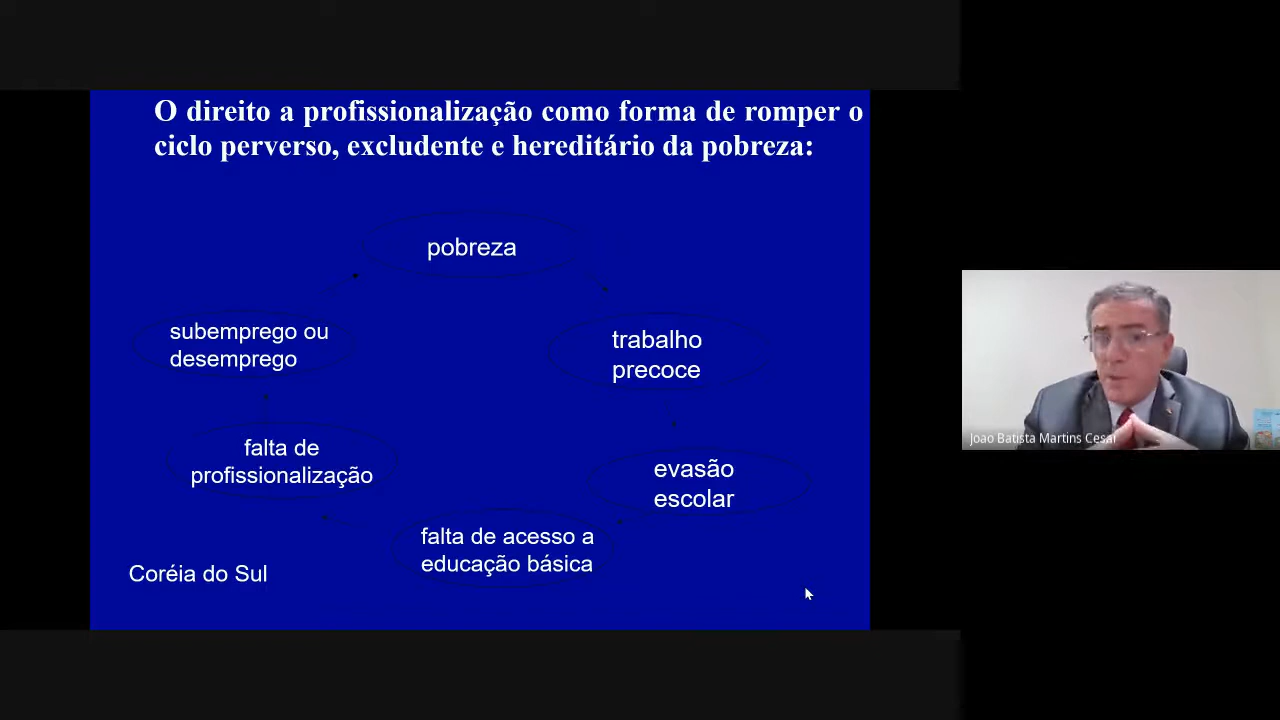 O direito a profissionalização como forma de romper o
ciclo perverso, excludente e hereditário da pobreza:
pobreza
subemprego ou
desemprego
trabalho
precoce
falta de
profissionalização
evasão
escolar
falta de acesso a
educação básica
Coréia do Sul
Joao Batista Martins Cesar